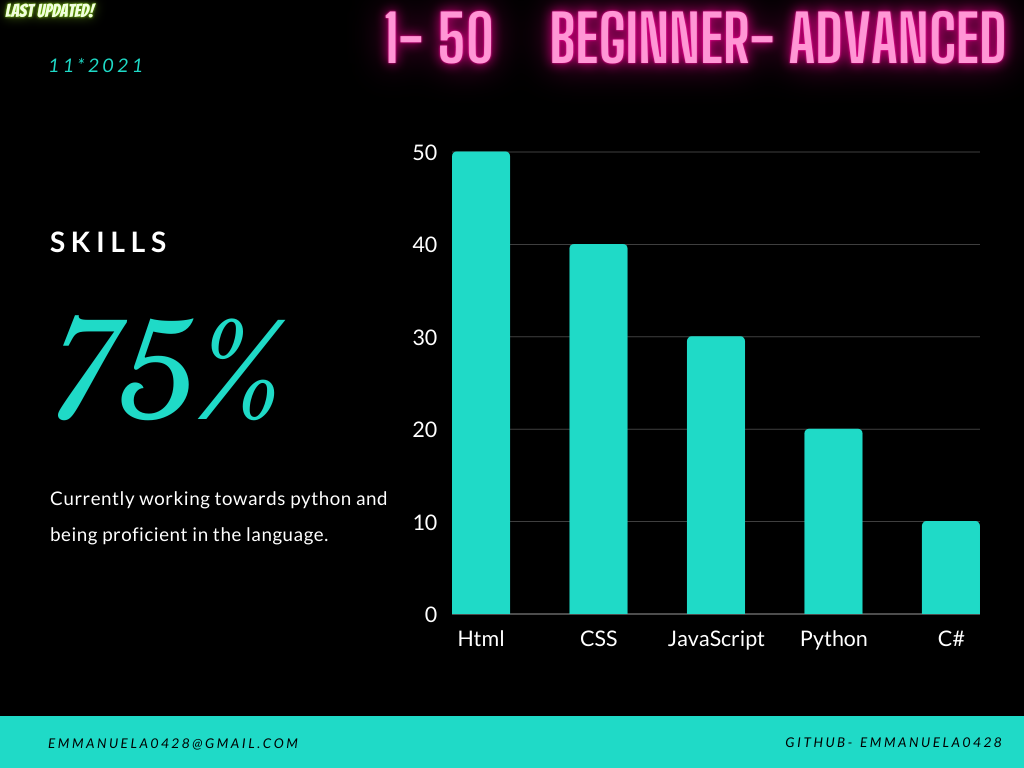 LAST UPDATED!
1- 50 BEGINNER- ADVANCED
11*2021
SKILLS
75%
Currently working towards python and
being proficient in the language.
50
40
30
20
10
0
Html CSS JavaScript Python C#
EMMANUELA0428@GMAIL.COM
GITHUB- EMMANUELA0428